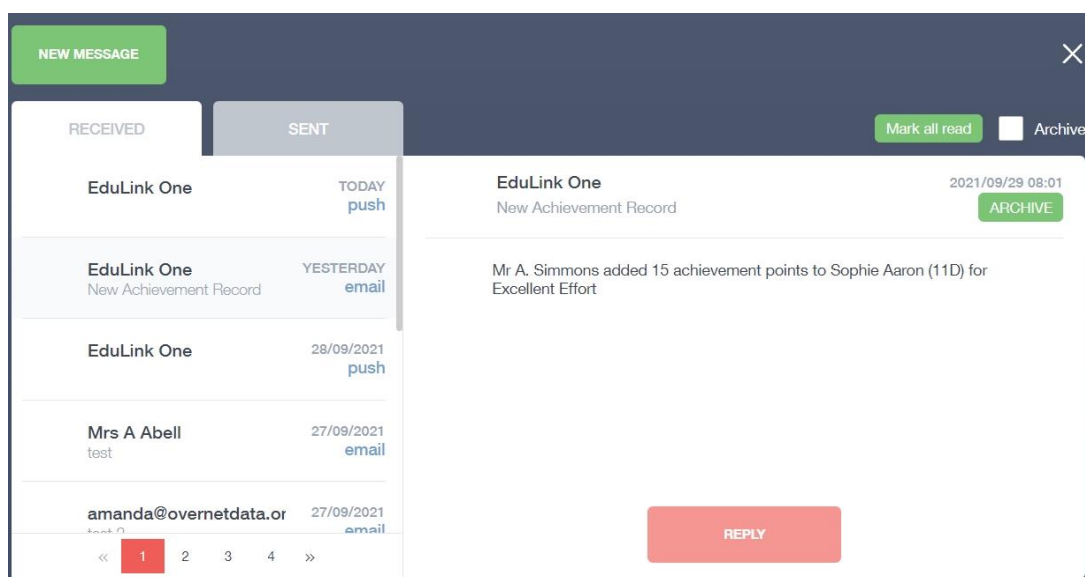 NEW MESSAGE
RECEIVED
SENT
Mark all read
Archive
EduLink One
TODAY
push
EduLink One
YESTERDAY
New Achievement Record
email
EduLink One
28/09/2021
push
Mrs A Abell
27/09/2021
test
email
amanda@overnetdata.or
27/09/2021
test 2
email
« 1 2 3 4 »
EduLink One
2021/09/29 08:01
New Achievement Record
ARCHIVE
Mr A. Simmons added 15 achievement points to Sophie Aaron (11D) for
Excellent Effort
REPLY